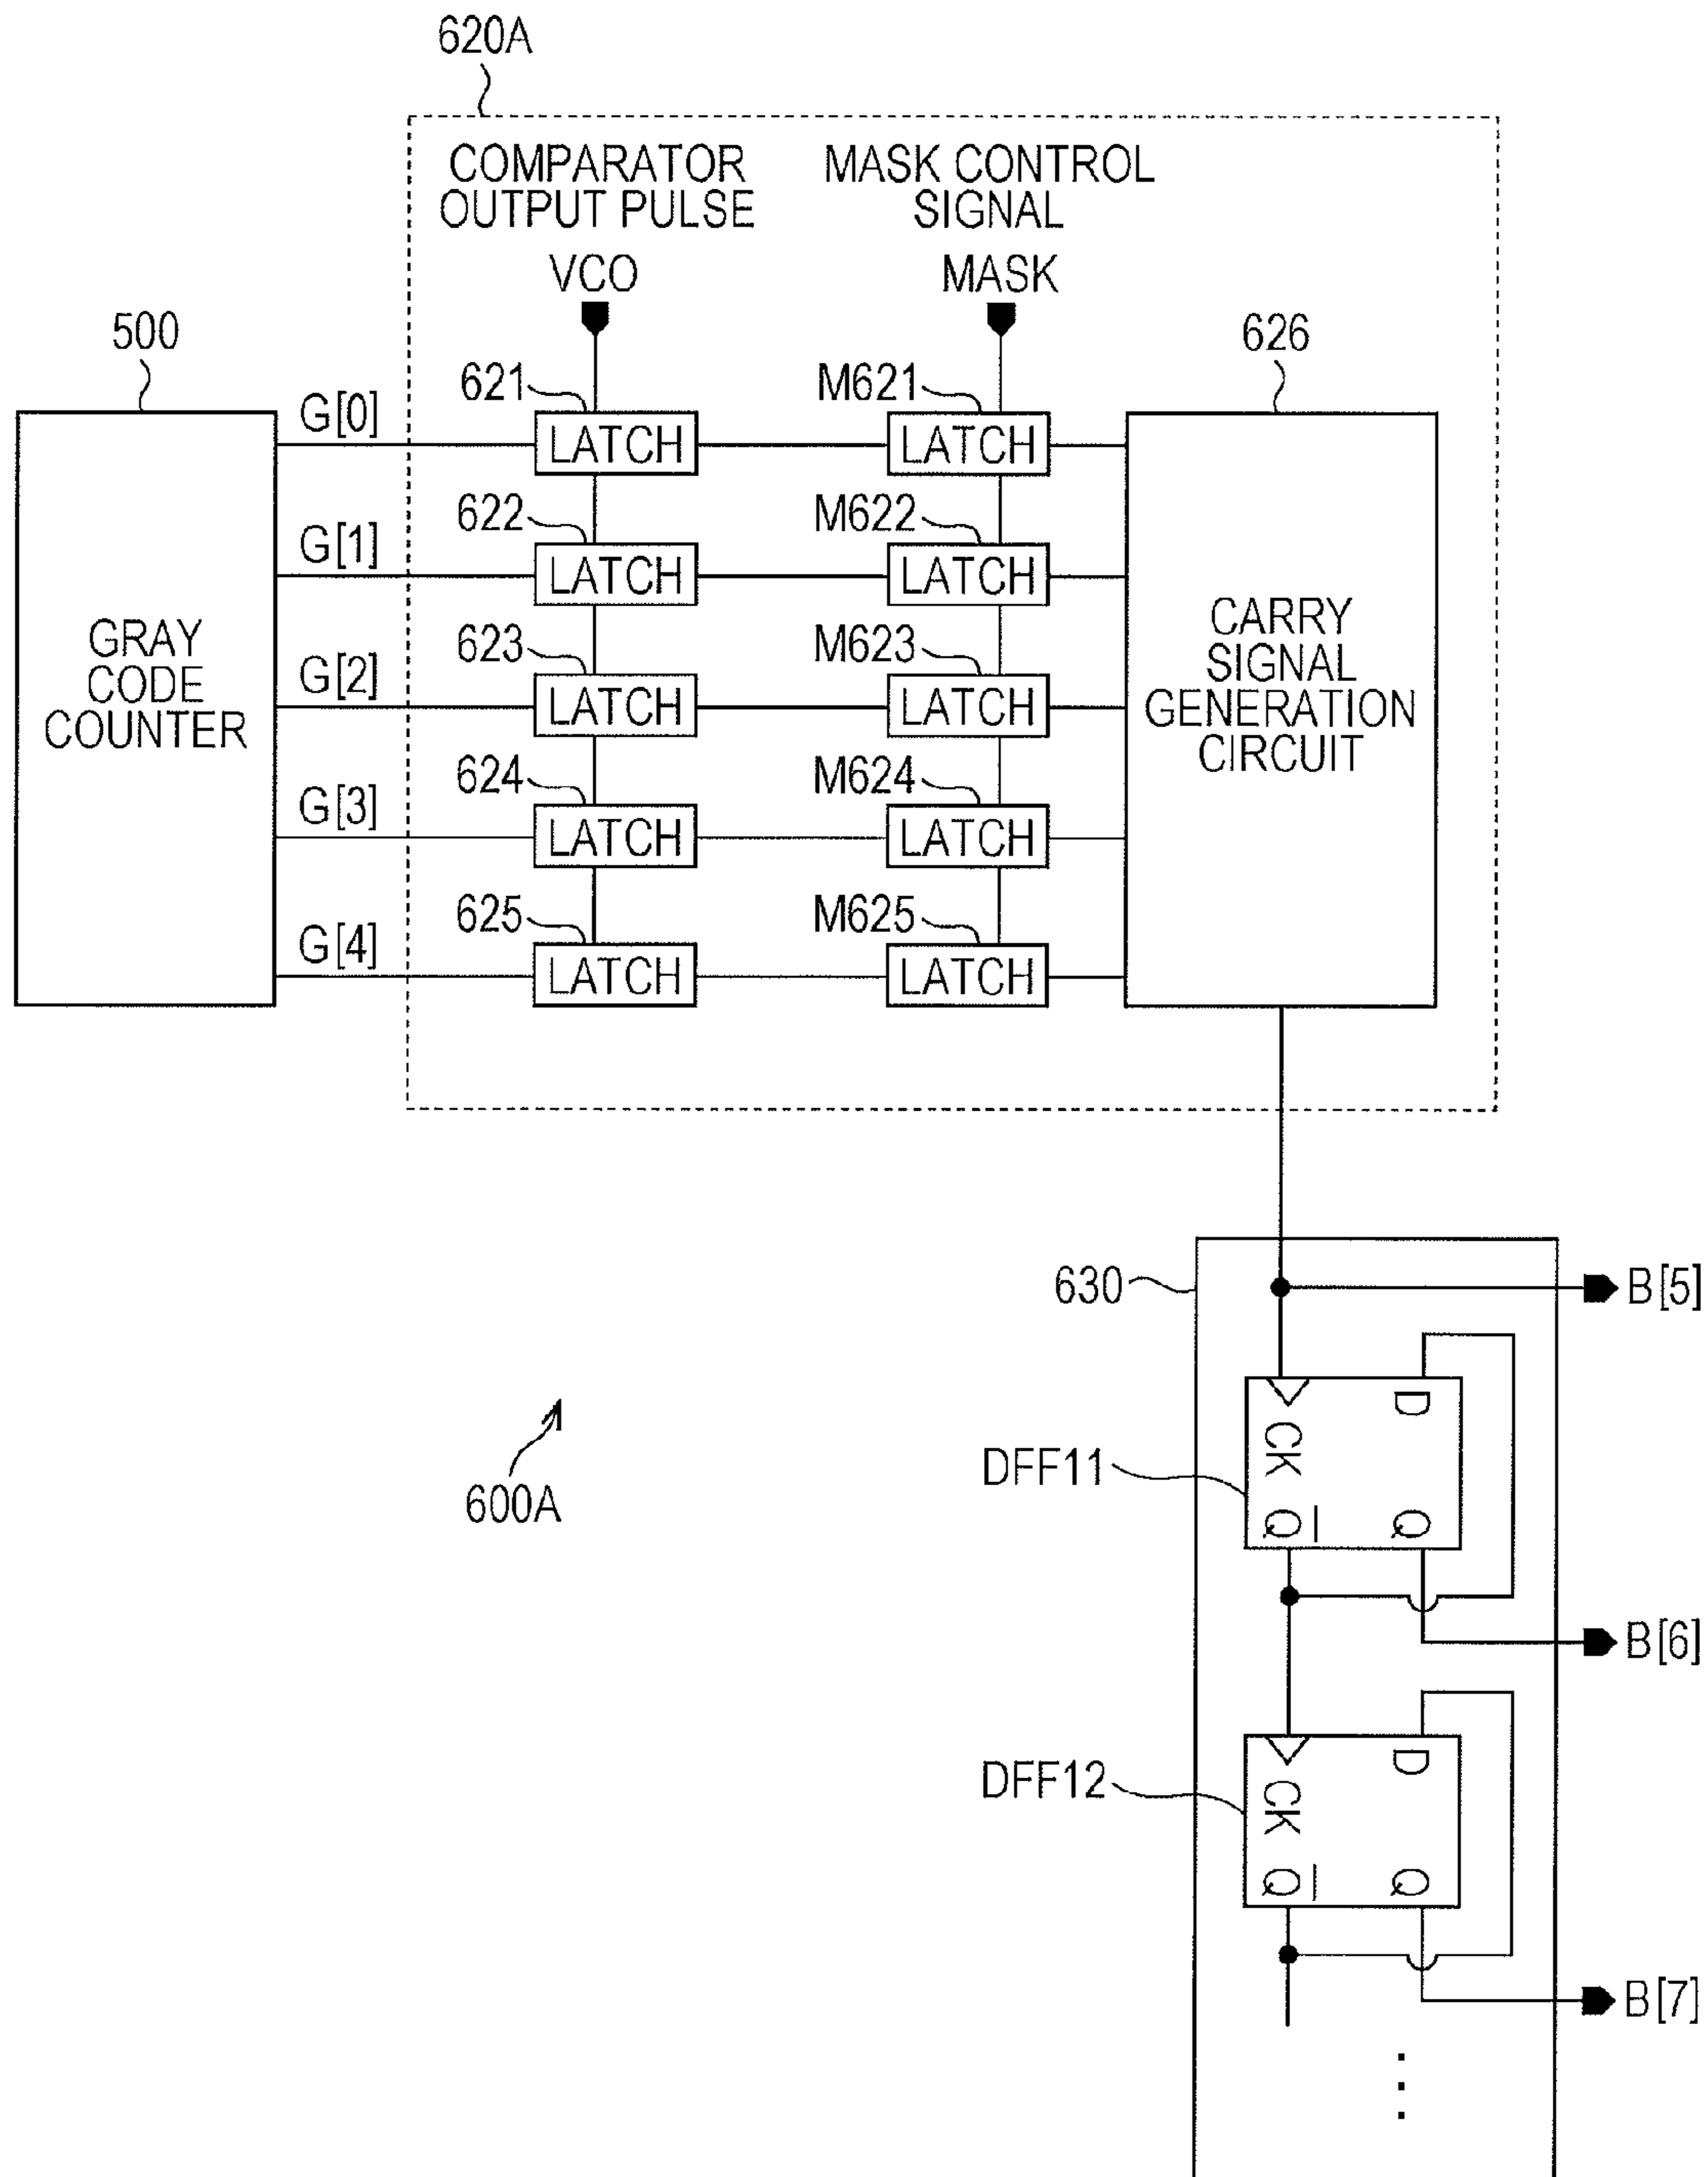 620A
COMPARATOR
OUTPUT PULSE
VCO
MASK CONTROL
SIGNAL
MASK
500
GRAY
CODE
COUNTER
G[0]
621
LATCH
M621
LATCH
G[1]
622
LATCH
M622
LATCH
G[2]
623
LATCH
M623
LATCH
G[3]
624
LATCH
M624
LATCH
G[4]
625
LATCH
M625
LATCH
626
CARRY
SIGNAL
GENERATION
CIRCUIT
630
B[5]
DFF11
CK
D
Q
Q
B[6]
600A
DFF12
CK
D
Q
Q
B[7]